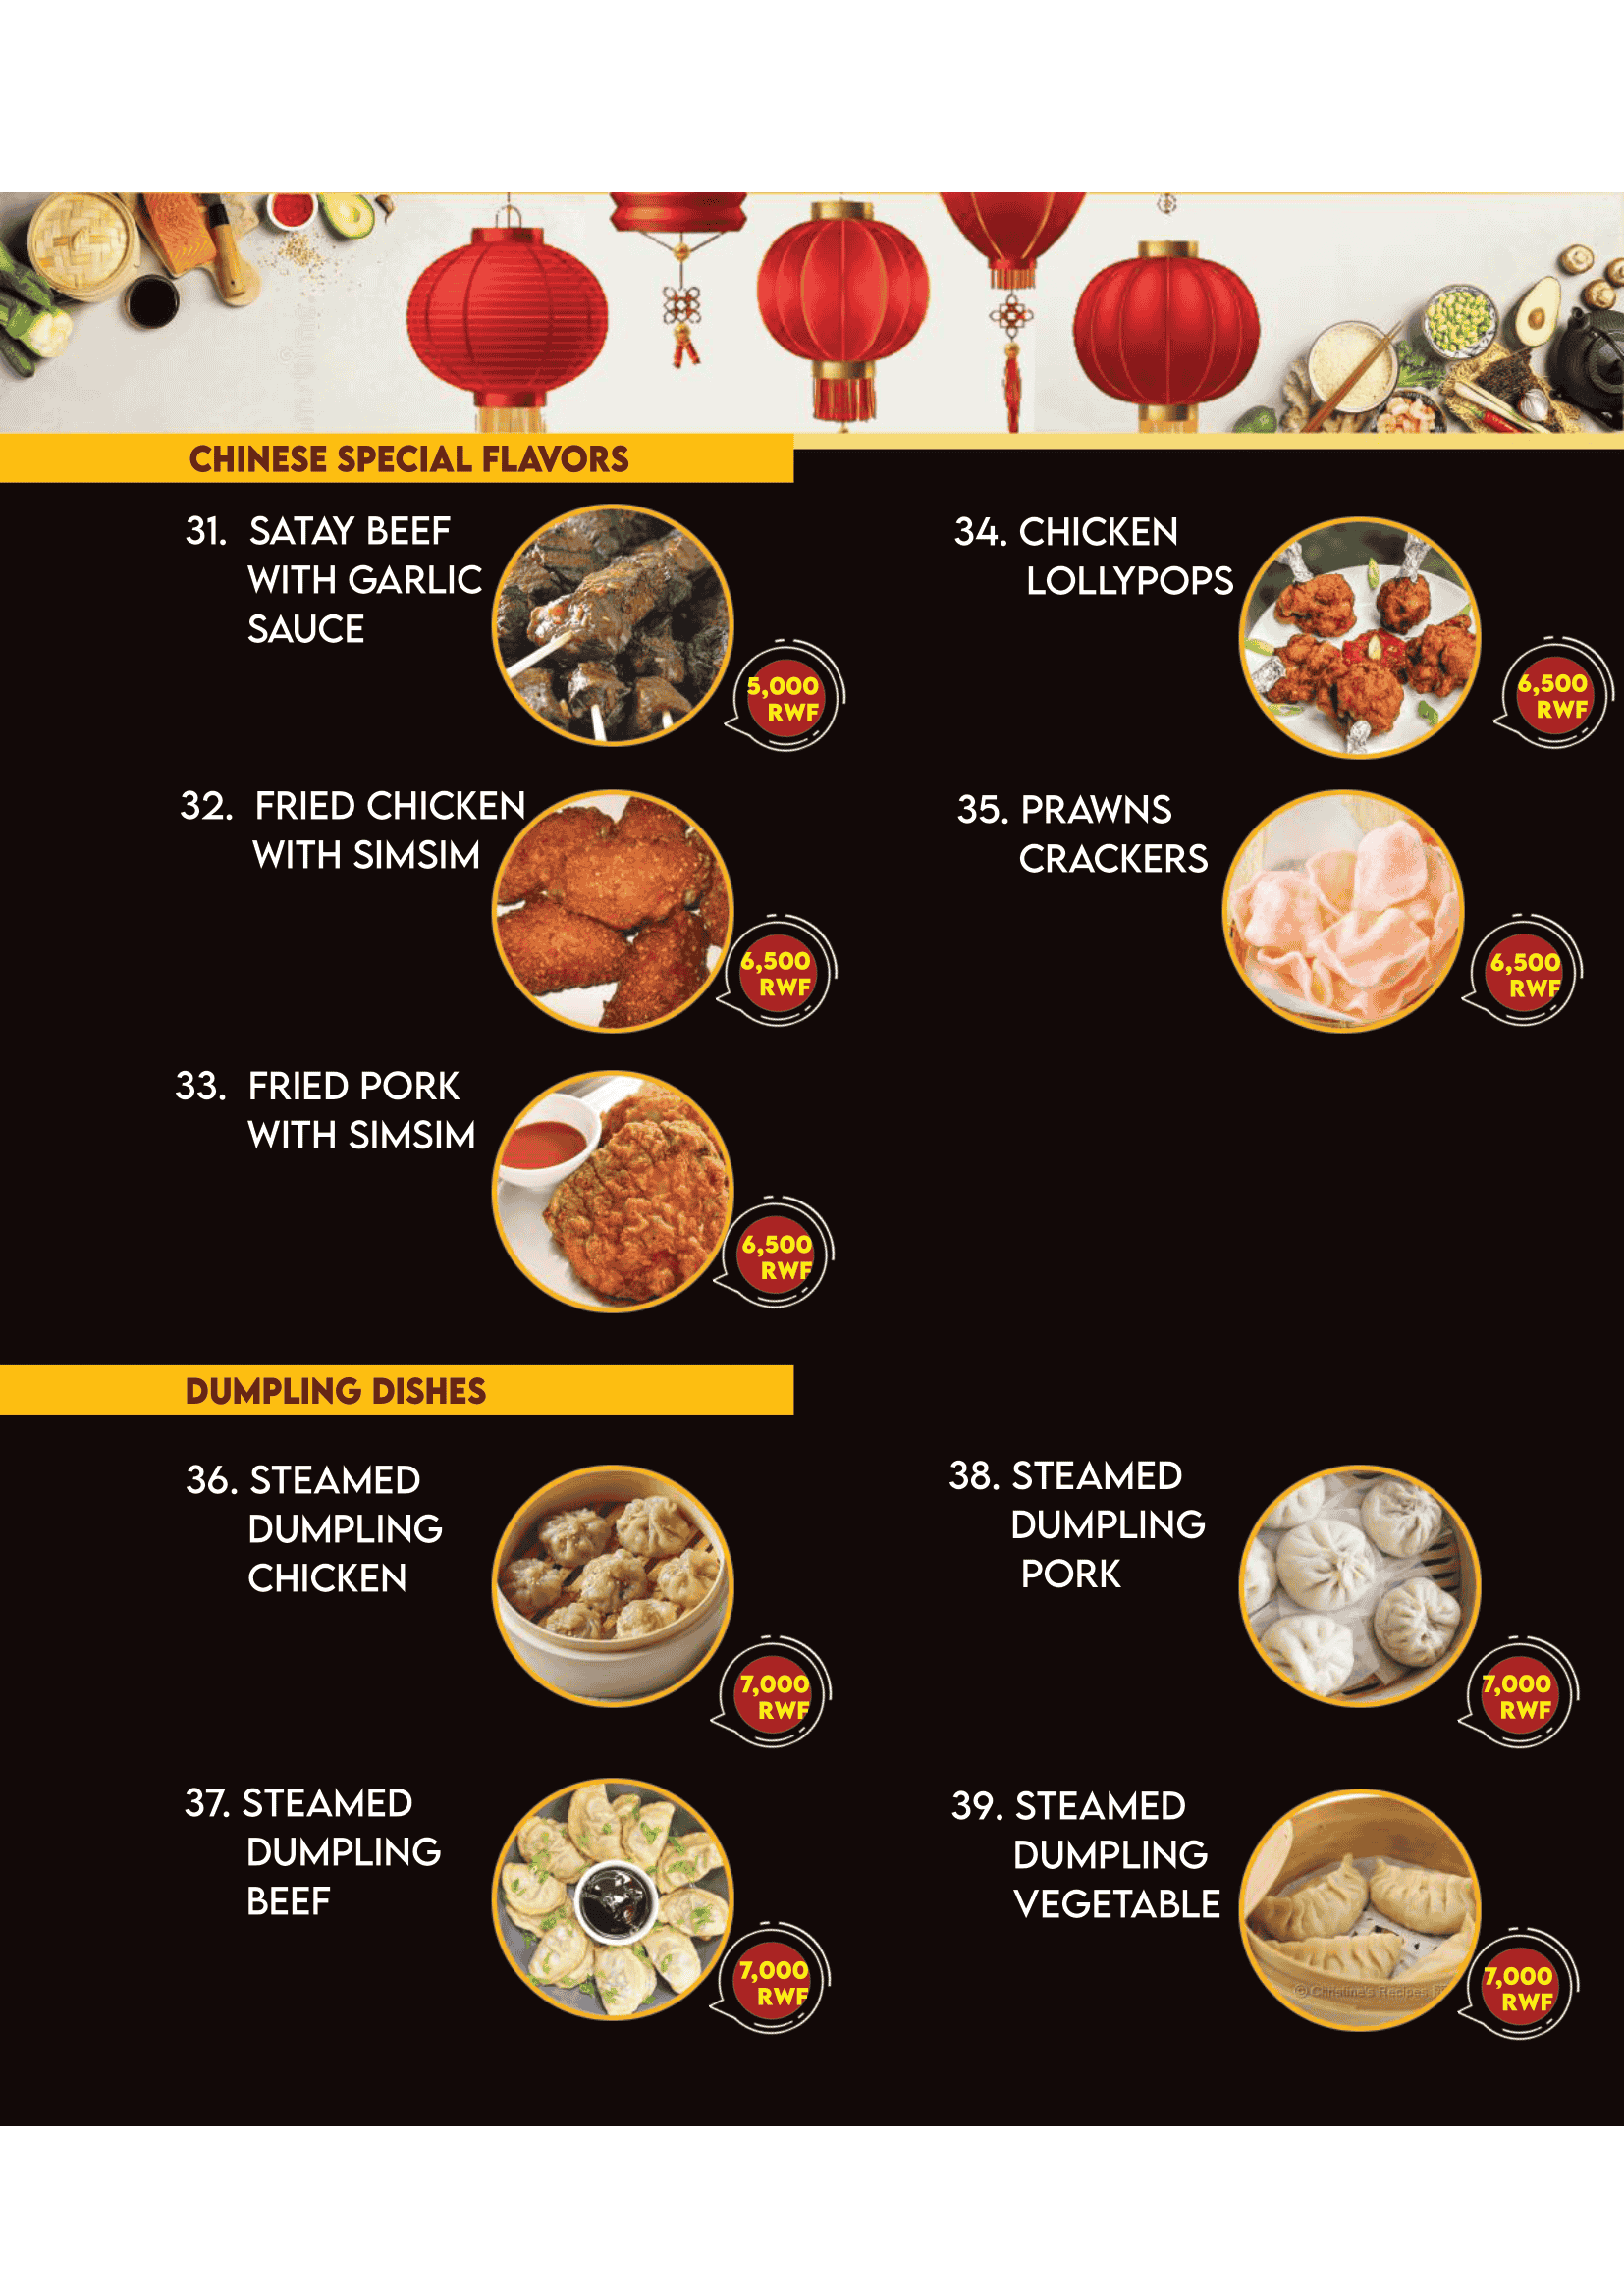 CHINESE SPECIAL FLAVORS
31. SATAY BEEF
WITH GARLIC
SAUCE
5,000
RWF
32. FRIED CHICKEN
WITH SIMSIM
6,500
RWF
33. FRIED PORK
WITH SIMSIM
6,500
RWF
34. CHICKEN
LOLLYPOPS
6,500
RWF
35. PRAWNS
CRACKERS
6,500
RWF
DUMPLING DISHES
36. STEAMED
DUMPLING
CHICKEN
7,000
RWF
37. STEAMED
DUMPLING
BEEF
7,000
RWF
38. STEAMED
DUMPLING
PORK
7,000
RWF
39. STEAMED
DUMPLING
VEGETABLE
© Christine's Recipes
7,000
RWF